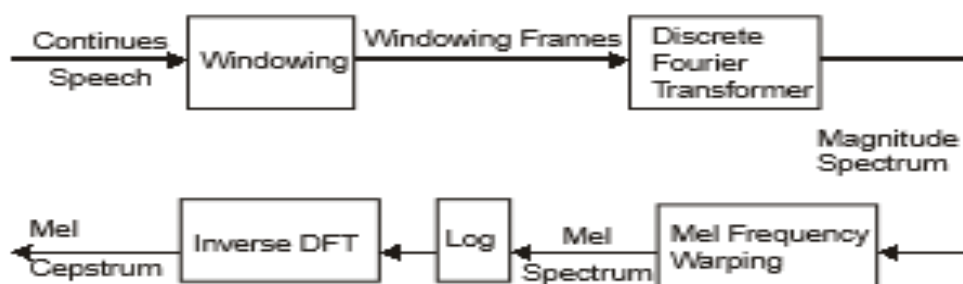 Continues
Speech
Windowing
Windowing Frames
Discrete
Fourier
Transformer
Magnitude
Spectrum
Mel Frequency
Warping
Mel
Spectrum
Log
Inverse DFT
Mel
Cepstrum